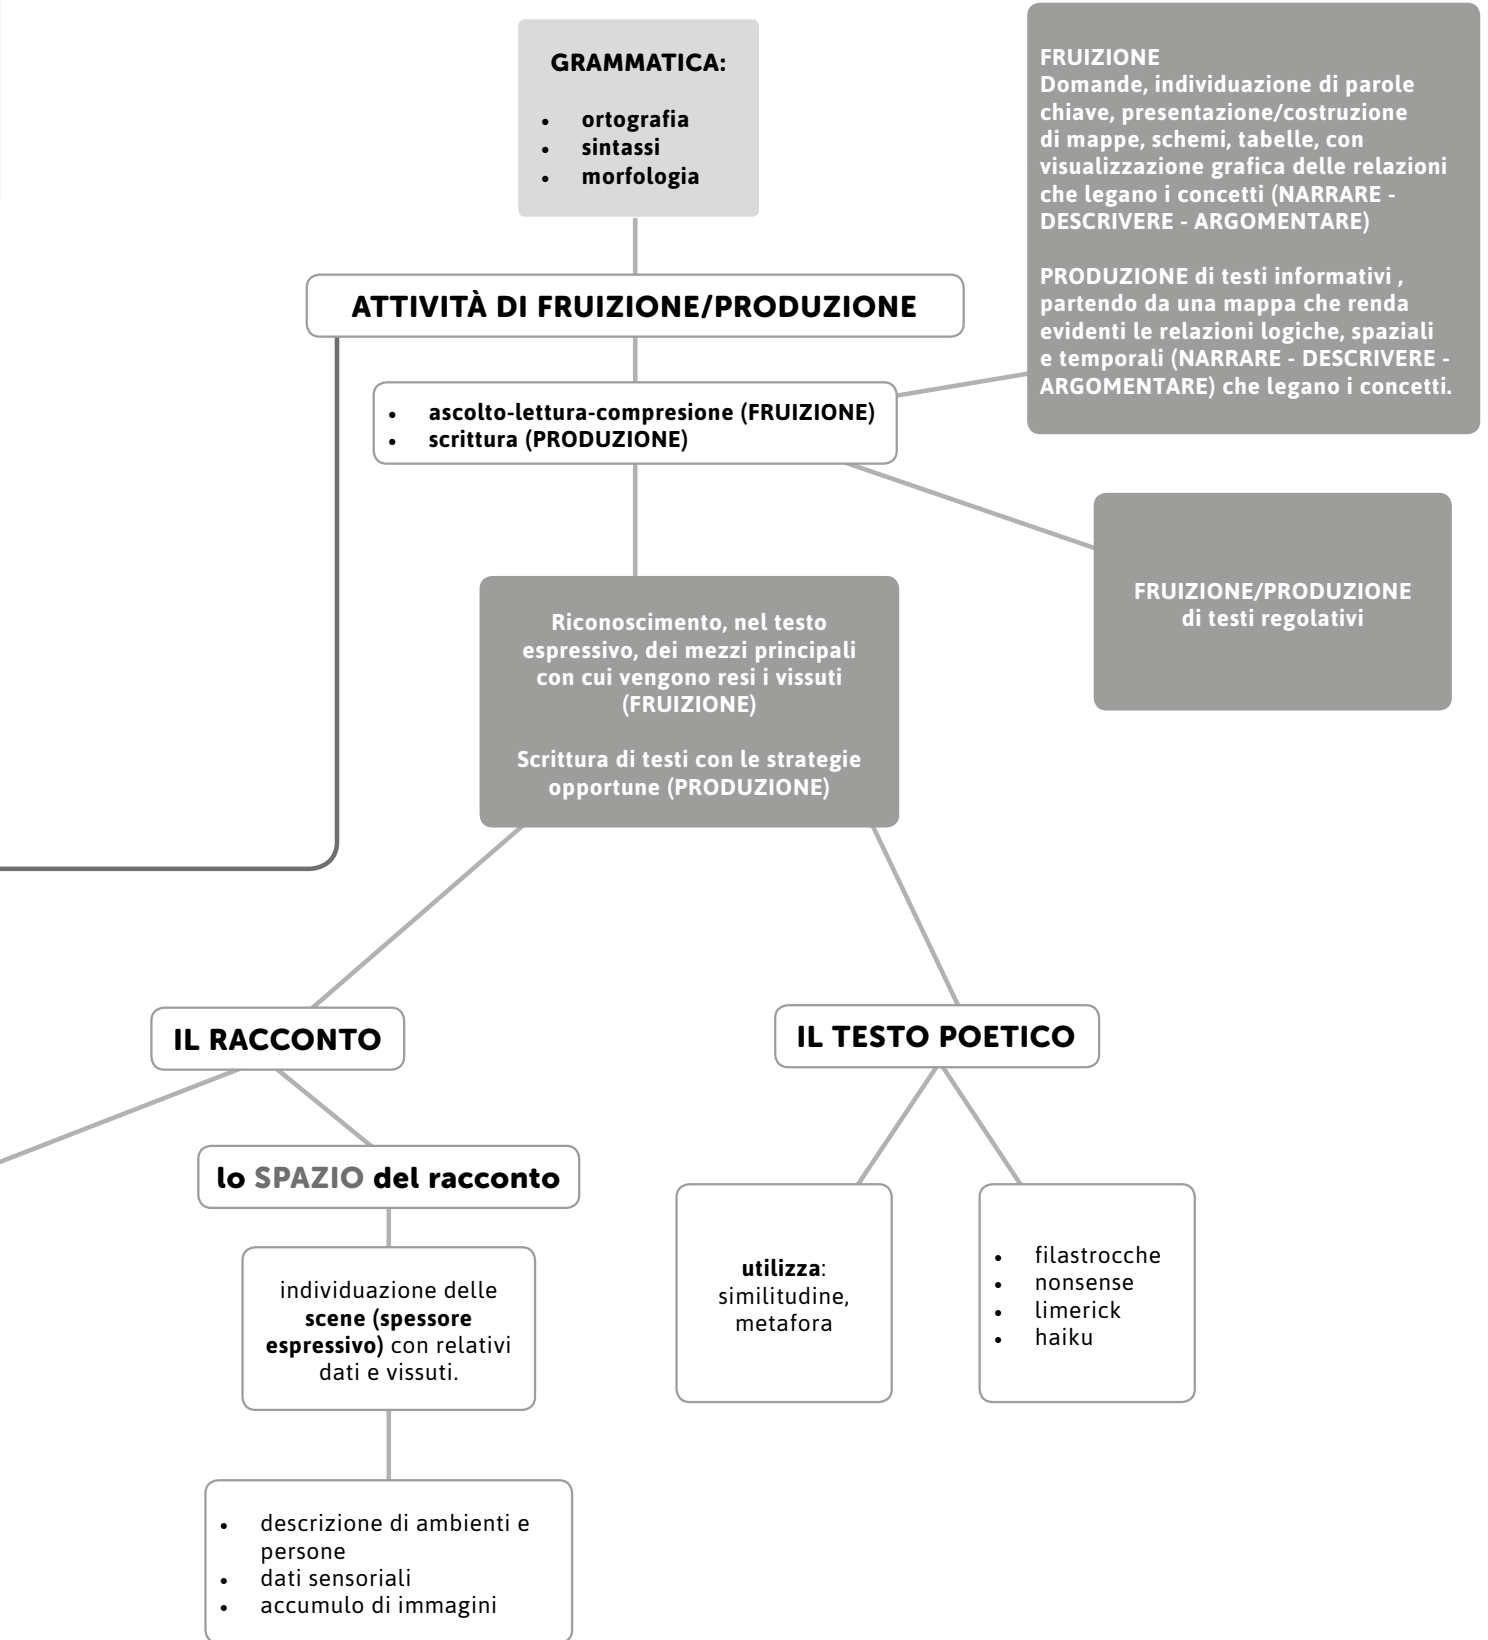 GRAMMATICA:
• ortografia
• sintassi
• morfologia
FRUIZIONE
Domande, individuazione di parole
chiave, presentazione/costruzione
di mappe, schemi, tabelle, con
visualizzazione grafica delle relazioni
che legano i concetti (NARRARE -
DESCRIVERE - ARGOMENTARE)
PRODUZIONE di testi informativi ,
partendo da una mappa che renda
evidenti le relazioni logiche, spaziali
e temporali (NARRARE - DESCRIVERE -
ARGOMENTARE) che legano i concetti.
ATTIVITÀ DI FRUIZIONE/PRODUZIONE
• ascolto-lettura-compresione (FRUIZIONE)
• scrittura (PRODUZIONE)
FRUIZIONE/PRODUZIONE
di testi regolativi
Riconoscimento, nel testo
espressivo, dei mezzi principali
con cui vengono resi i vissuti
(FRUIZIONE)
Scrittura di testi con le strategie
opportune (PRODUZIONE)
IL RACCONTO
lo SPAZIO del racconto
individuazione delle
scene (spessore
espressivo) con relativi
dati e vissuti.
• descrizione di ambienti e
persone
• dati sensoriali
• accumulo di immagini
IL TESTO POETICO
utilizza:
similitudine,
metafora
• filastrocche
• nonsense
• limerick
• haiku